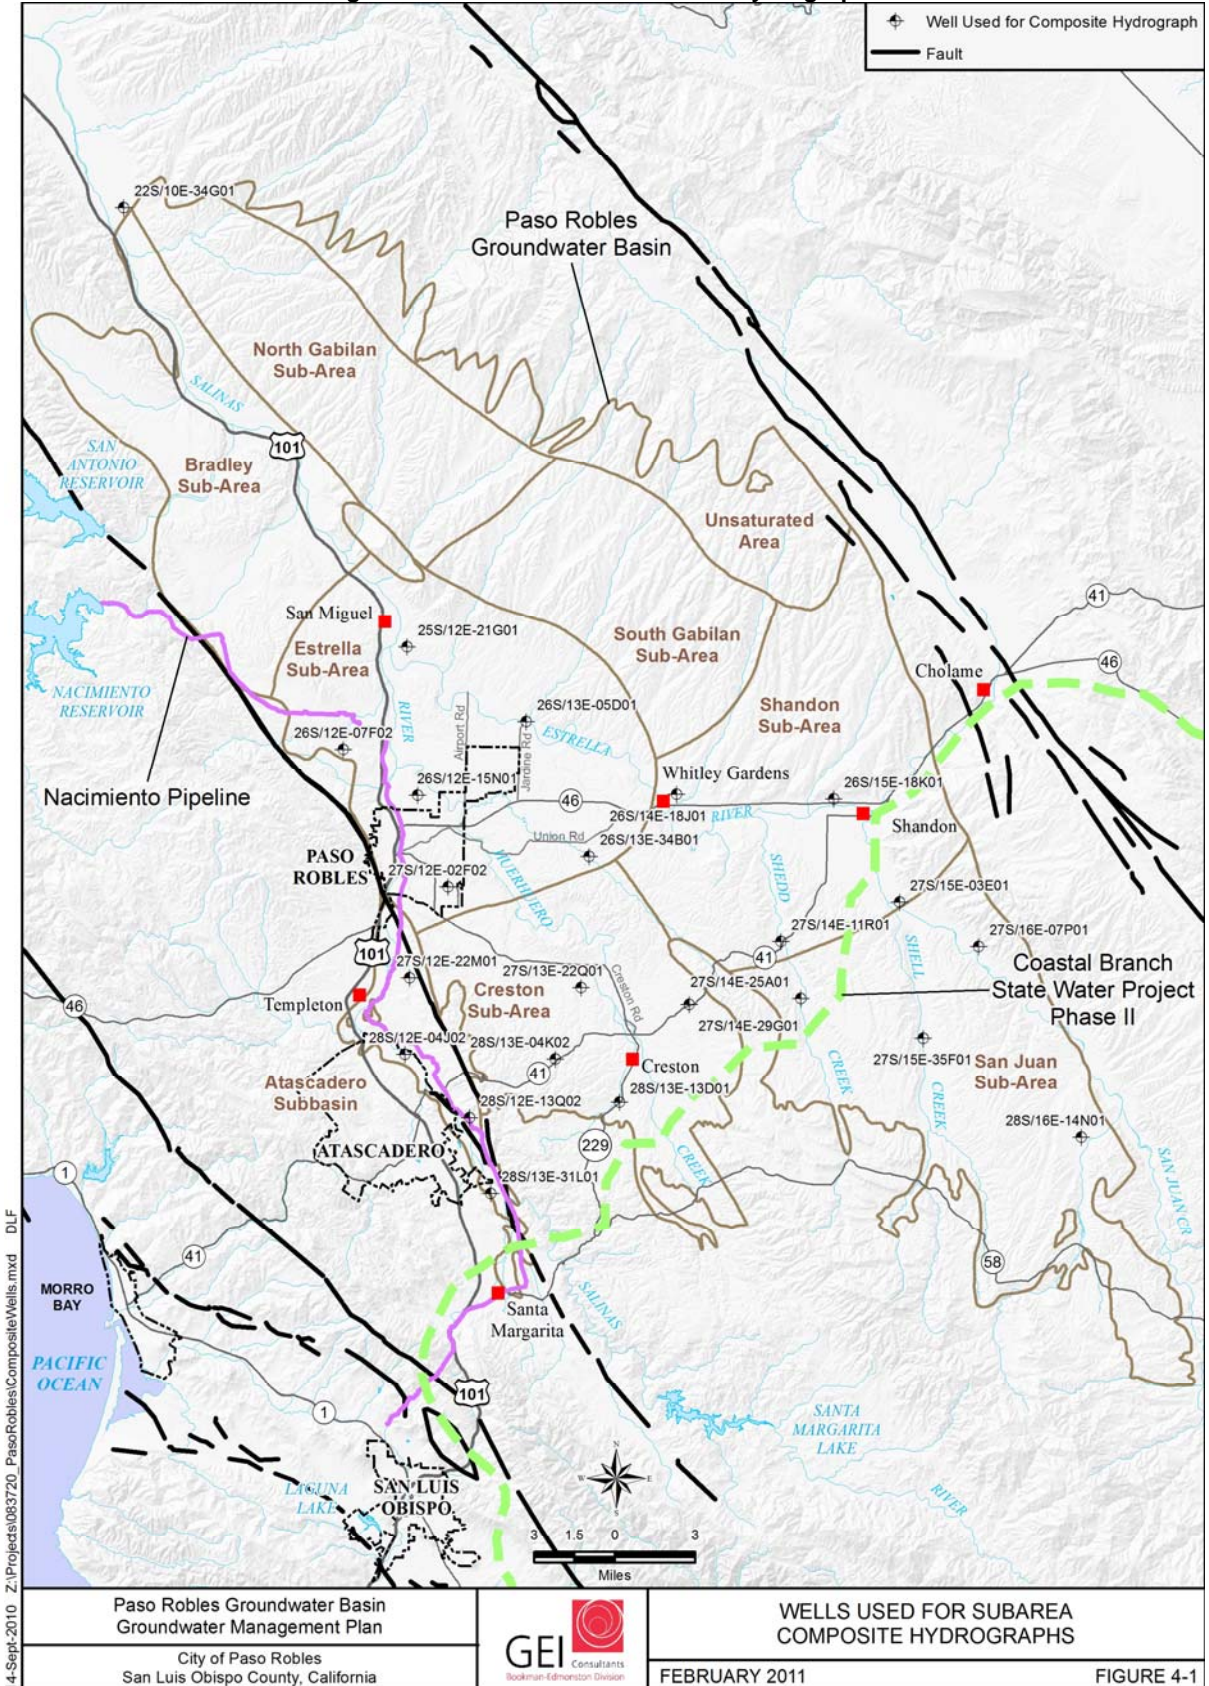 Well Used for Composite Hydrograph
Fault
22S/10E-34G01
Paso Robles
Groundwater Basin
North Gabilan
Sub-Area
SALINAS
101
SAN
ANTONIO
RESERVOIR
Bradley
Sub-Area
Unsaturated
Area
41
San Miguel
25S/12E-21G01
South Gabilan
Sub-Area
Estrella
Sub-Area
Cholame
46
NACIMIENTO
RESERVOIR
RIVER
Airport Rd
26S/13E-05D01
ESTRELLA
Jardine Rd
Shandon
Sub-Area
26S/12E-07F02
Whitley Gardens
26S/12E-15N01
26S/15E-18K01
Nacimiento Pipeline
46
26S/14E-18J01
RIVER
Shandon
Union Rd
26S/13E-34B01
PASO
ROBLES
HUERHUERO
SHEDD
27S/12E-02F02
27S/15E-03E01
27S/14E-11R01
27S/16E-07P01
101
41
SHELL
27S/12E-22M01
27S/13E-22Q01
Creston Rd
Coastal Branch
State Water Project
Phase II
46
Templeton
Creston
Sub-Area
27S/14E-25A01
27S/14E-29G01
28S/12E-04J02
28S/13E-04K02
41
Creston
27S/15E-35F01
San Juan
Sub-Area
Atascadero
Subbasin
28S/13E-13D01
CREEK
CREEK
28S/12E-13Q02
28S/16E-14N01
ATASCADERO
229
CREEK
SAN JUAN CR
1
28S/13E-31L01
41
58
MORRO
BAY
SALINAS
Santa
Margarita
PACIFIC
OCEAN
101
1
SANTA
MARGARITA
LAKE
N
W
E
S
LAGUNA
LAKE
SAN LUIS
OBISPO
RIVER
3 1.5 0 3
Miles
4-Sept-2010 Z:\Projects\083720_PasoRobles\CompositeWells.mxd DLF
Paso Robles Groundwater Basin
Groundwater Management Plan
City of Paso Robles
San Luis Obispo County, California
GEI
Consultants
Bookman-Edmonston Division
WELLS USED FOR SUBAREA
COMPOSITE HYDROGRAPHS
FEBRUARY 2011
FIGURE 4-1